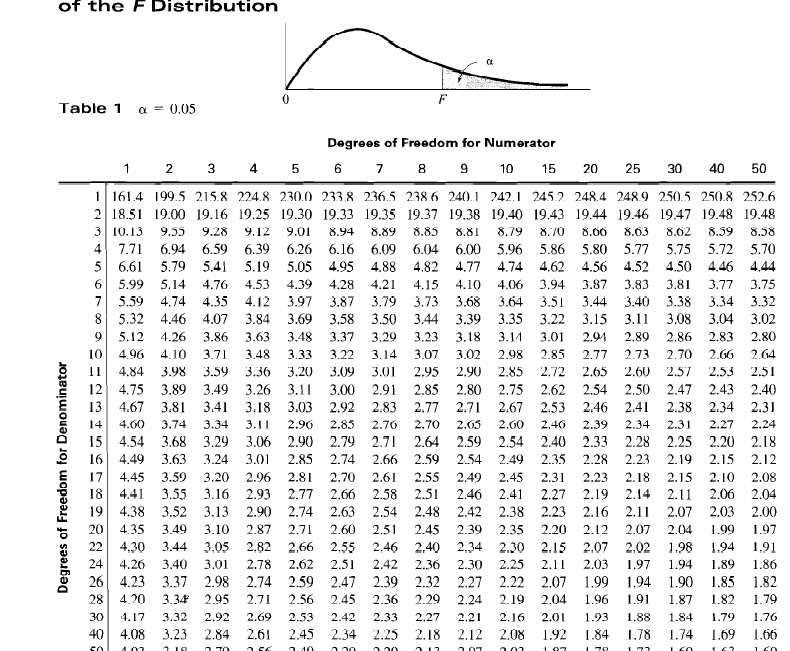 of the F Distribution
α
0
F
Table 1 α = 0.05
Degrees of Freedom for Numerator
1 2 3 4 5 6 7 8 9 10 15 20 25 30 40 50
Degrees of Freedom for Denominator
1 161.4 199.5 215.8 224.8 230.0 233.8 236.5 238.6 240.1 242.1 245.2 248.4 248.9 250.5 250.8 252.6
2 18.51 19.00 19.16 19.25 19.30 19.33 19.35 19.37 19.38 19.40 19.43 19.44 19.46 19.47 19.48 19.48
3 10.13 9.55 9.28 9.12 9.01 8.94 8.89 8.85 8.81 8.79 8.70 8.66 8.63 8.62 8.59 8.58
4 7.71 6.94 6.59 6.39 6.26 6.16 6.09 6.04 6.00 5.96 5.86 5.80 5.77 5.75 5.72 5.70
5 6.61 5.79 5.41 5.19 5.05 4.95 4.88 4.82 4.77 4.74 4.62 4.56 4.52 4.50 4.46 4.44
6 5.99 5.14 4.76 4.53 4.39 4.28 4.21 4.15 4.10 4.06 3.94 3.87 3.83 3.81 3.77 3.75
7 5.59 4.74 4.35 4.12 3.97 3.87 3.79 3.73 3.68 3.64 3.51 3.44 3.40 3.38 3.34 3.32
8 5.32 4.46 4.07 3.84 3.69 3.58 3.50 3.44 3.39 3.35 3.22 3.15 3.11 3.08 3.04 3.02
9 5.12 4.26 3.86 3.63 3.48 3.37 3.29 3.23 3.18 3.14 3.01 2.94 2.89 2.86 2.83 2.80
10 4.96 4.10 3.71 3.48 3.33 3.22 3.14 3.07 3.02 2.98 2.85 2.77 2.73 2.70 2.66 2.64
11 4.84 3.98 3.59 3.36 3.20 3.09 3.01 2.95 2.90 2.85 2.72 2.65 2.60 2.57 2.53 2.51
12 4.75 3.89 3.49 3.26 3.11 3.00 2.91 2.85 2.80 2.75 2.62 2.54 2.50 2.47 2.43 2.40
13 4.67 3.81 3.41 3.18 3.03 2.92 2.83 2.77 2.71 2.67 2.53 2.46 2.41 2.38 2.34 2.31
14 4.60 3.74 3.34 3.11 2.96 2.85 2.76 2.70 2.65 2.60 2.46 2.39 2.34 2.31 2.27 2.24
15 4.54 3.68 3.29 3.06 2.90 2.79 2.71 2.64 2.59 2.54 2.40 2.33 2.28 2.25 2.20 2.18
16 4.49 3.63 3.24 3.01 2.85 2.74 2.66 2.59 2.54 2.49 2.35 2.28 2.23 2.19 2.15 2.12
17 4.45 3.59 3.20 2.96 2.81 2.70 2.61 2.55 2.49 2.45 2.31 2.23 2.18 2.15 2.10 2.08
18 4.41 3.55 3.16 2.93 2.77 2.66 2.58 2.51 2.46 2.41 2.27 2.19 2.14 2.11 2.06 2.04
19 4.38 3.52 3.13 2.90 2.74 2.63 2.54 2.48 2.42 2.38 2.23 2.16 2.11 2.07 2.03 2.00
20 4.35 3.49 3.10 2.87 2.71 2.60 2.51 2.45 2.39 2.35 2.20 2.12 2.07 2.04 1.99 1.97
22 4.30 3.44 3.05 2.82 2.66 2.55 2.46 2.40 2.34 2.30 2.15 2.07 2.02 1.98 1.94 1.91
24 4.26 3.40 3.01 2.78 2.62 2.51 2.42 2.36 2.30 2.25 2.11 2.03 1.97 1.94 1.89 1.86
26 4.23 3.37 2.98 2.74 2.59 2.47 2.39 2.32 2.27 2.22 2.07 1.99 1.94 1.90 1.85 1.82
28 4.20 3.34 2.95 2.71 2.56 2.45 2.36 2.29 2.24 2.19 2.04 1.96 1.91 1.87 1.82 1.79
30 4.17 3.32 2.92 2.69 2.53 2.42 2.33 2.27 2.21 2.16 2.01 1.93 1.88 1.84 1.79 1.76
40 4.08 3.23 2.84 2.61 2.45 2.34 2.25 2.18 2.12 2.08 1.92 1.84 1.78 1.74 1.69 1.66